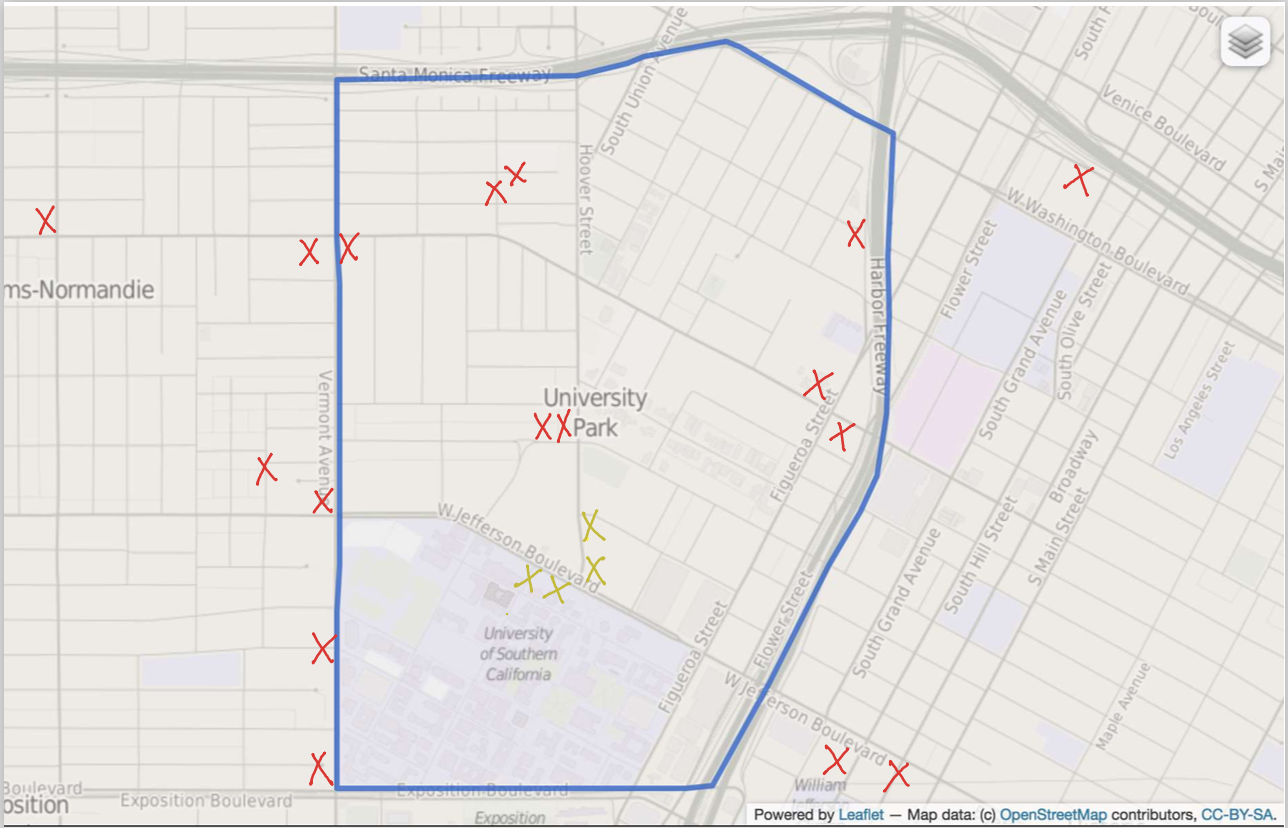 South Union Avenue
South F
Boul
Santa Monica Freeway
Venice Boulevard
S Mai
Hoover Street
W Washington Boulevard
Flower Street
Harbor Freeway
ms-Normandie
South Grand Avenue
South Olive Street
Los Angeles Street
Vermont Avenue
University
Park
Figueroa Street
Broadway
W Jefferson Boulevard
South Hill Street
S Main Street
South Grand Avenue
Flower Street
University
of Southern
California
Figueroa Street
W Jefferson Boulevard
Maple Avenue
Boulevard
osition
Exposition Boulevard
Exposition Boulevard
Exposition
William
Jefferson
Powered by Leaflet — Map data: (c) OpenStreetMap contributors, CC-BY-SA.